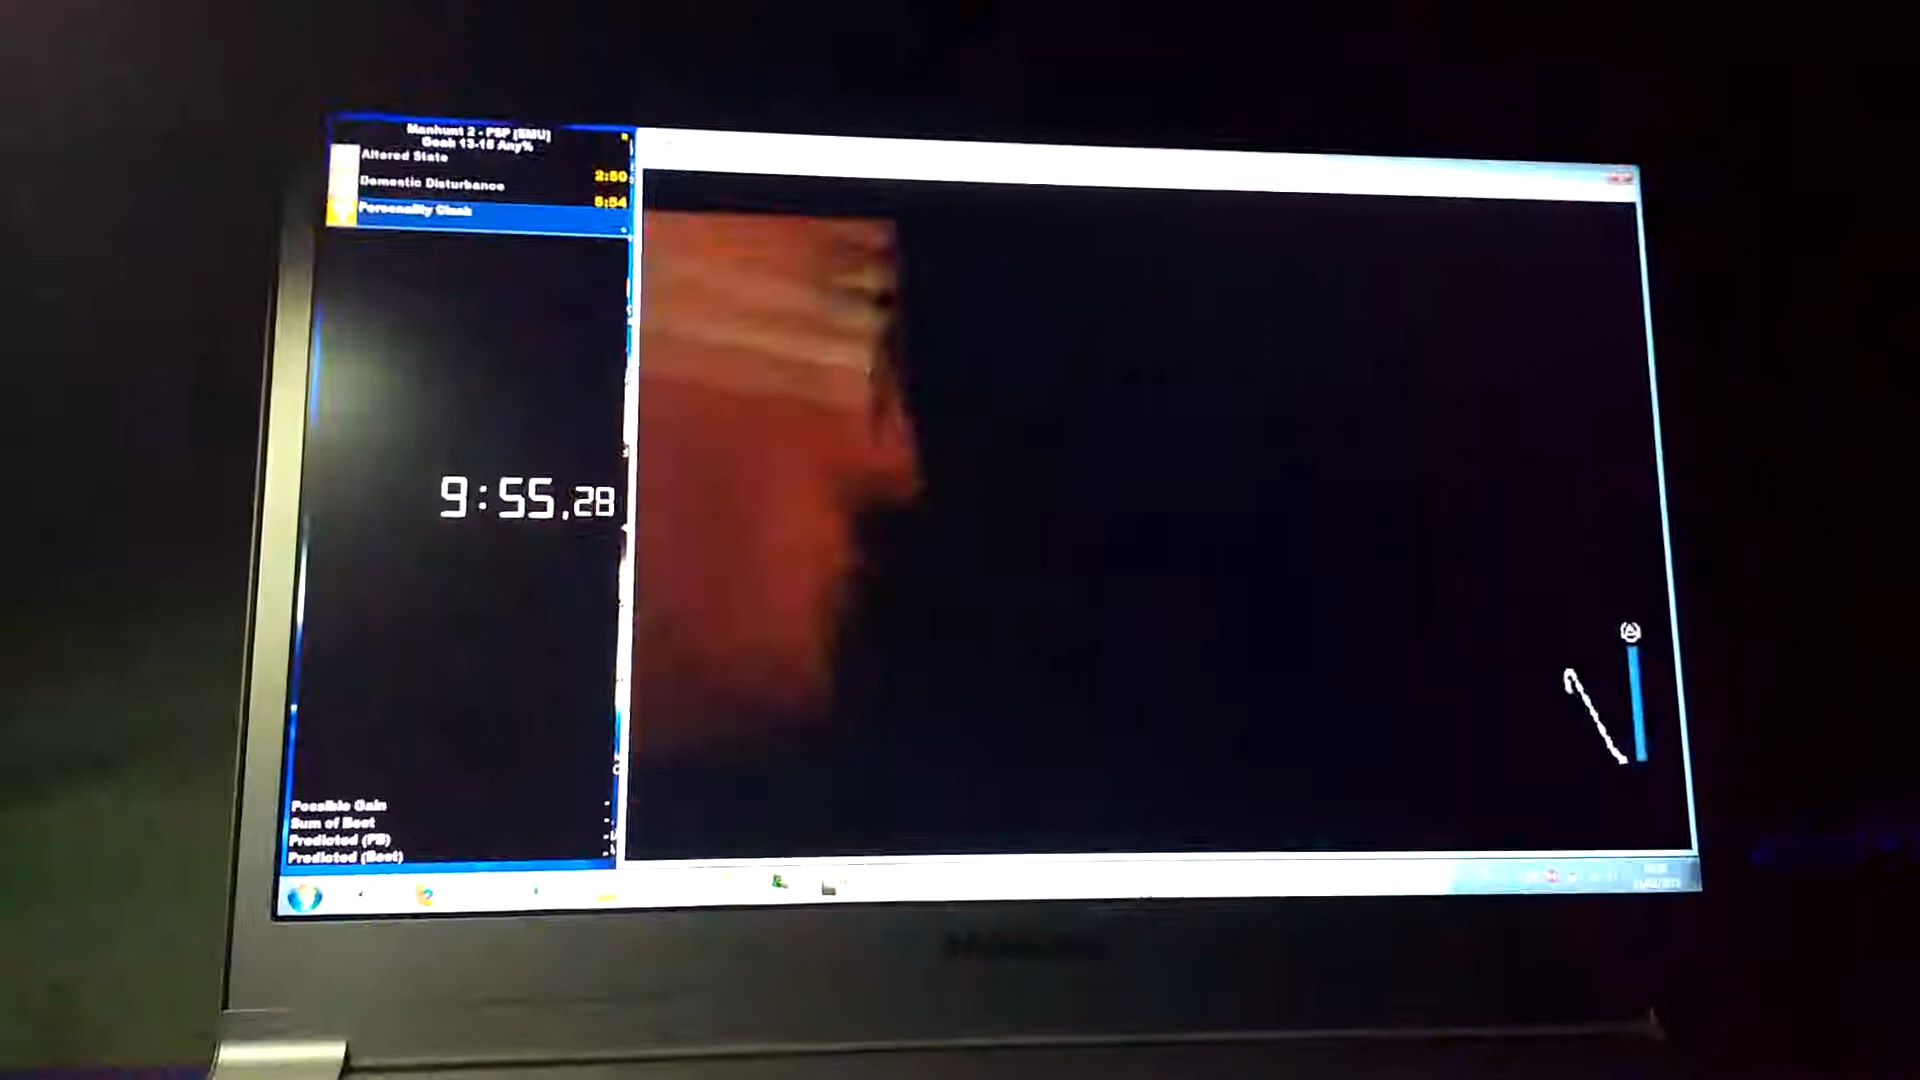 Manhunt 2 - PSP [EMU]
Any%
Altered State
2:50
Domestic Disturbance
5:54
Personality Clash
9:55.28
Possible Gain -
Sum of Best -
Predicted (PB) -
Predicted (Best) -